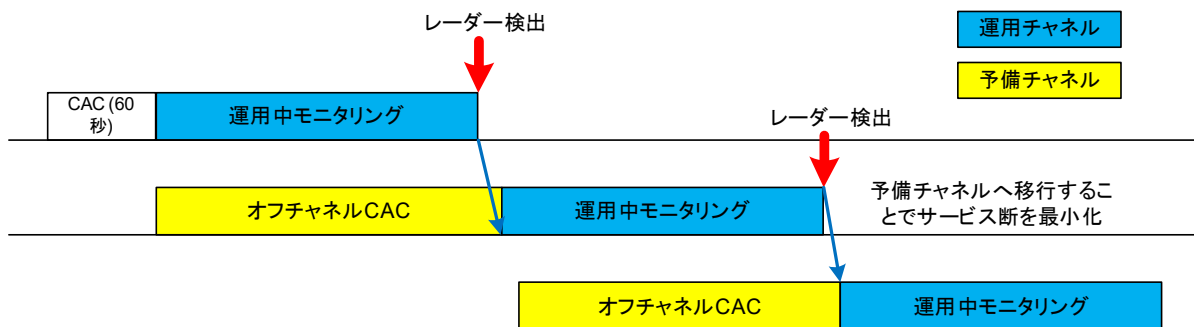 レーダー検出
運用チャネル
予備チャネル
CAC (60
秒)
運用中モニタリング
レーダー検出
オフチャネルCAC
運用中モニタリング
予備チャネルへ移行するこ
とでサービス断を最小化
オフチャネルCAC
運用中モニタリング